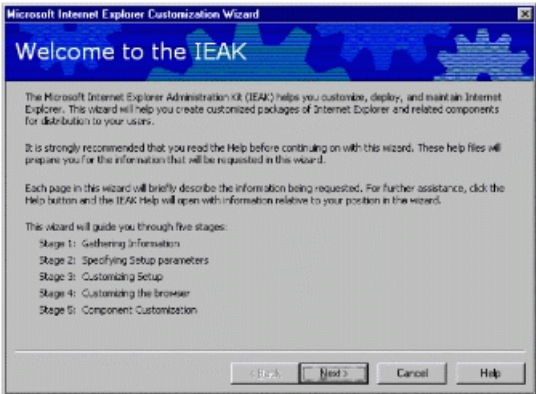 Microsoft Internet Explorer Customization Wizard
Welcome to the IEAK
The Microsoft Internet Explorer Administration Kit (IEAK) helps you customize, deploy, and maintain Internet
Explorer. This wizard will help you create customized packages of Internet Explorer and related components
for distribution to your users.
It is strongly recommended that you read the Help before continuing on with this wizard. These help files will
prepare you for the information that will be requested in this wizard.
Each page in this wizard will briefly describe the information being requested. For further assistance, click the
Help button and the IEAK Help will open with information relative to your position in the wizard.
This wizard will guide you through five stages:
Stage 1: Gathering Information
Stage 2: Specifying Setup parameters
Stage 3: Customizing Setup
Stage 4: Customizing the browser
Stage 5: Component Customization
< Back Next > Cancel Help